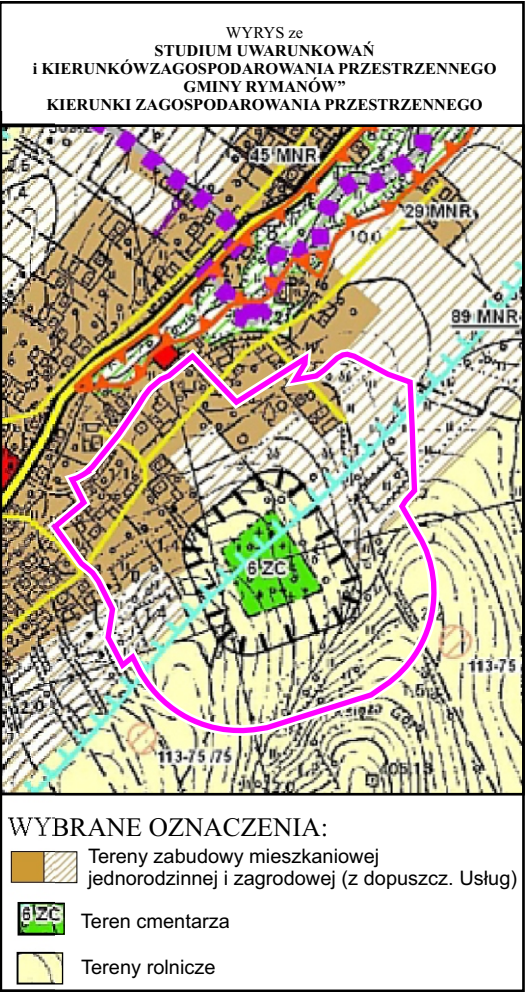 WYRYS ze
STUDIUM UWARUNKOWAŃ
i KIERUNKÓWZAGOSPODAROWANIA PRZESTRZENNEGO
GMINY RYMANÓW”
KIERUNKI ZAGOSPODAROWANIA PRZESTRZENNEGO
45 MNR
29 MNR
10,0
89 MNR
6 ZC
113-75
113-75 /75
WYBRANE OZNACZENIA:
Tereny zabudowy mieszkaniowej
jednorodzinnej i zagrodowej (z dopuszcz. Usług)
6 ZC
Teren cmentarza
Tereny rolnicze